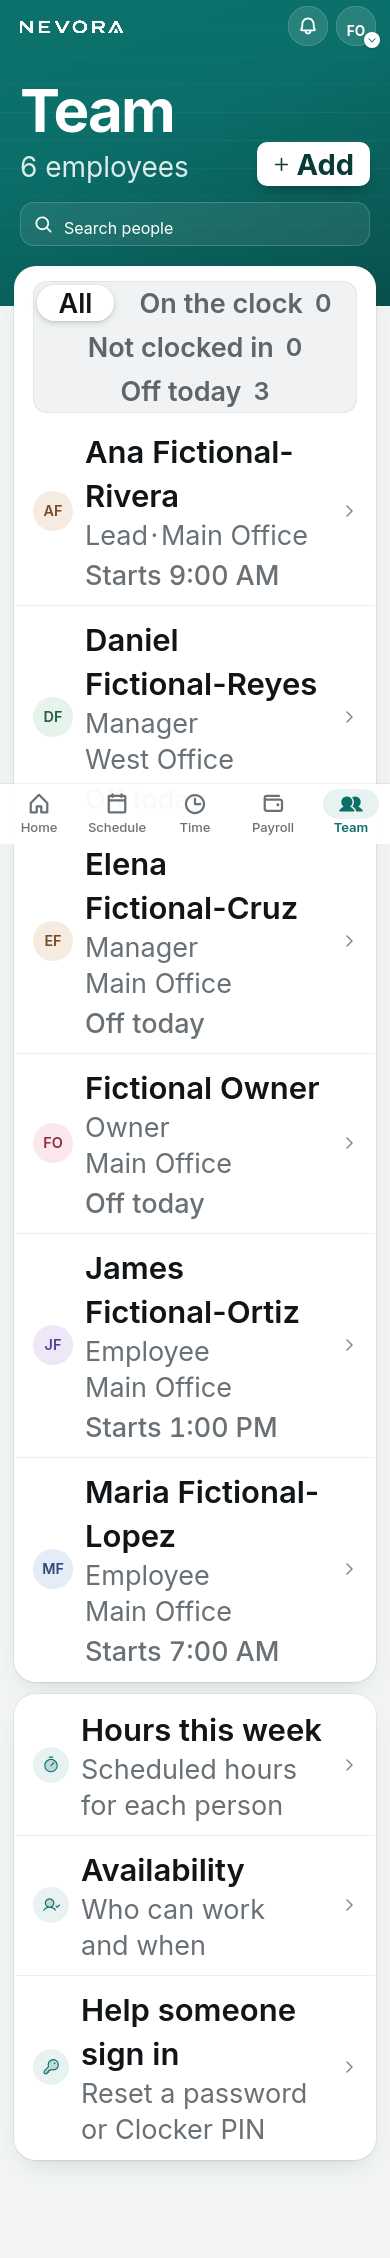 NEVORA
FO
Team
6 employees
+ Add
Search people
All
On the clock 0
Not clocked in 0
Off today 3
AF
Ana Fictional-
Rivera
Lead · Main Office
Starts 9:00 AM
DF
Daniel
Fictional-Reyes
Manager
West Office
Off today
Home
Schedule
Time
Payroll
Team
EF
Elena
Fictional-Cruz
Manager
Main Office
Off today
FO
Fictional Owner
Owner
Main Office
Off today
JF
James
Fictional-Ortiz
Employee
Main Office
Starts 1:00 PM
MF
Maria Fictional-
Lopez
Employee
Main Office
Starts 7:00 AM
Hours this week
Scheduled hours
for each person
Availability
Who can work
and when
Help someone
sign in
Reset a password
or Clocker PIN